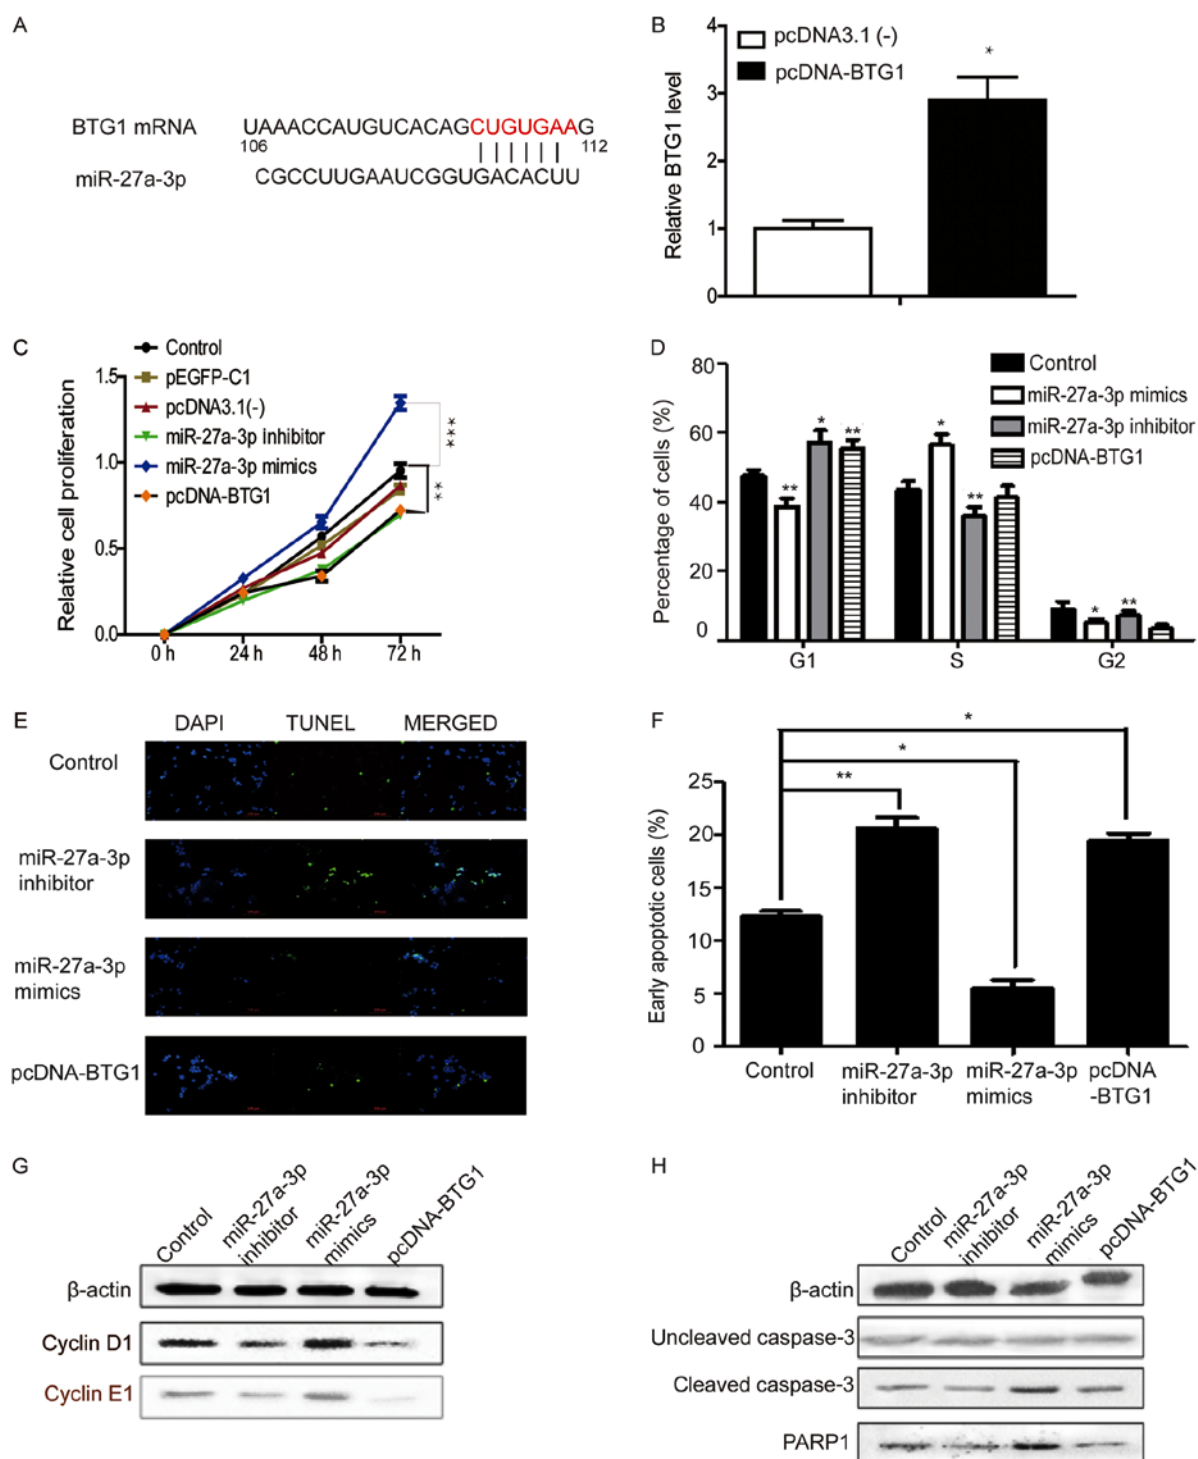 A
BTG1 mRNA UAAACCAUGUCACAGCUGUGAAG
106 112
miR-27a-3p CGCCUUGAAUCGGUGACACUU
B
pcDNA3.1 (-)
pcDNA-BTG1
Relative BTG1 level
4
3
2
1
0
*
C
Control
pEGFP-C1
pcDNA3.1(-)
miR-27a-3p Inhibitor
miR-27a-3p mimics
pcDNA-BTG1
Relative cell proliferation
1.5
1.0
0.5
0.0
0 h 24 h 48 h 72 h
***
**
D
Control
miR-27a-3p mimics
miR-27a-3p inhibitor
pcDNA-BTG1
Percentage of cells (%)
80
60
40
20
0
** * **
* **
* **
G1 S G2
E
DAPI TUNEL MERGED
Control
miR-27a-3p
inhibitor
miR-27a-3p
mimics
pcDNA-BTG1
F
Early apoptotic cells (%)
25
20
15
10
5
0
*
*
**
Control miR-27a-3p inhibitor miR-27a-3p mimics pcDNA -BTG1
G
Control miR-27a-3p inhibitor miR-27a-3p mimics pcDNA-BTG1
β-actin
Cyclin D1
Cyclin E1
H
Control miR-27a-3p inhibitor miR-27a-3p mimics pcDNA-BTG1
β-actin
Uncleaved caspase-3
Cleaved caspase-3
PARP1